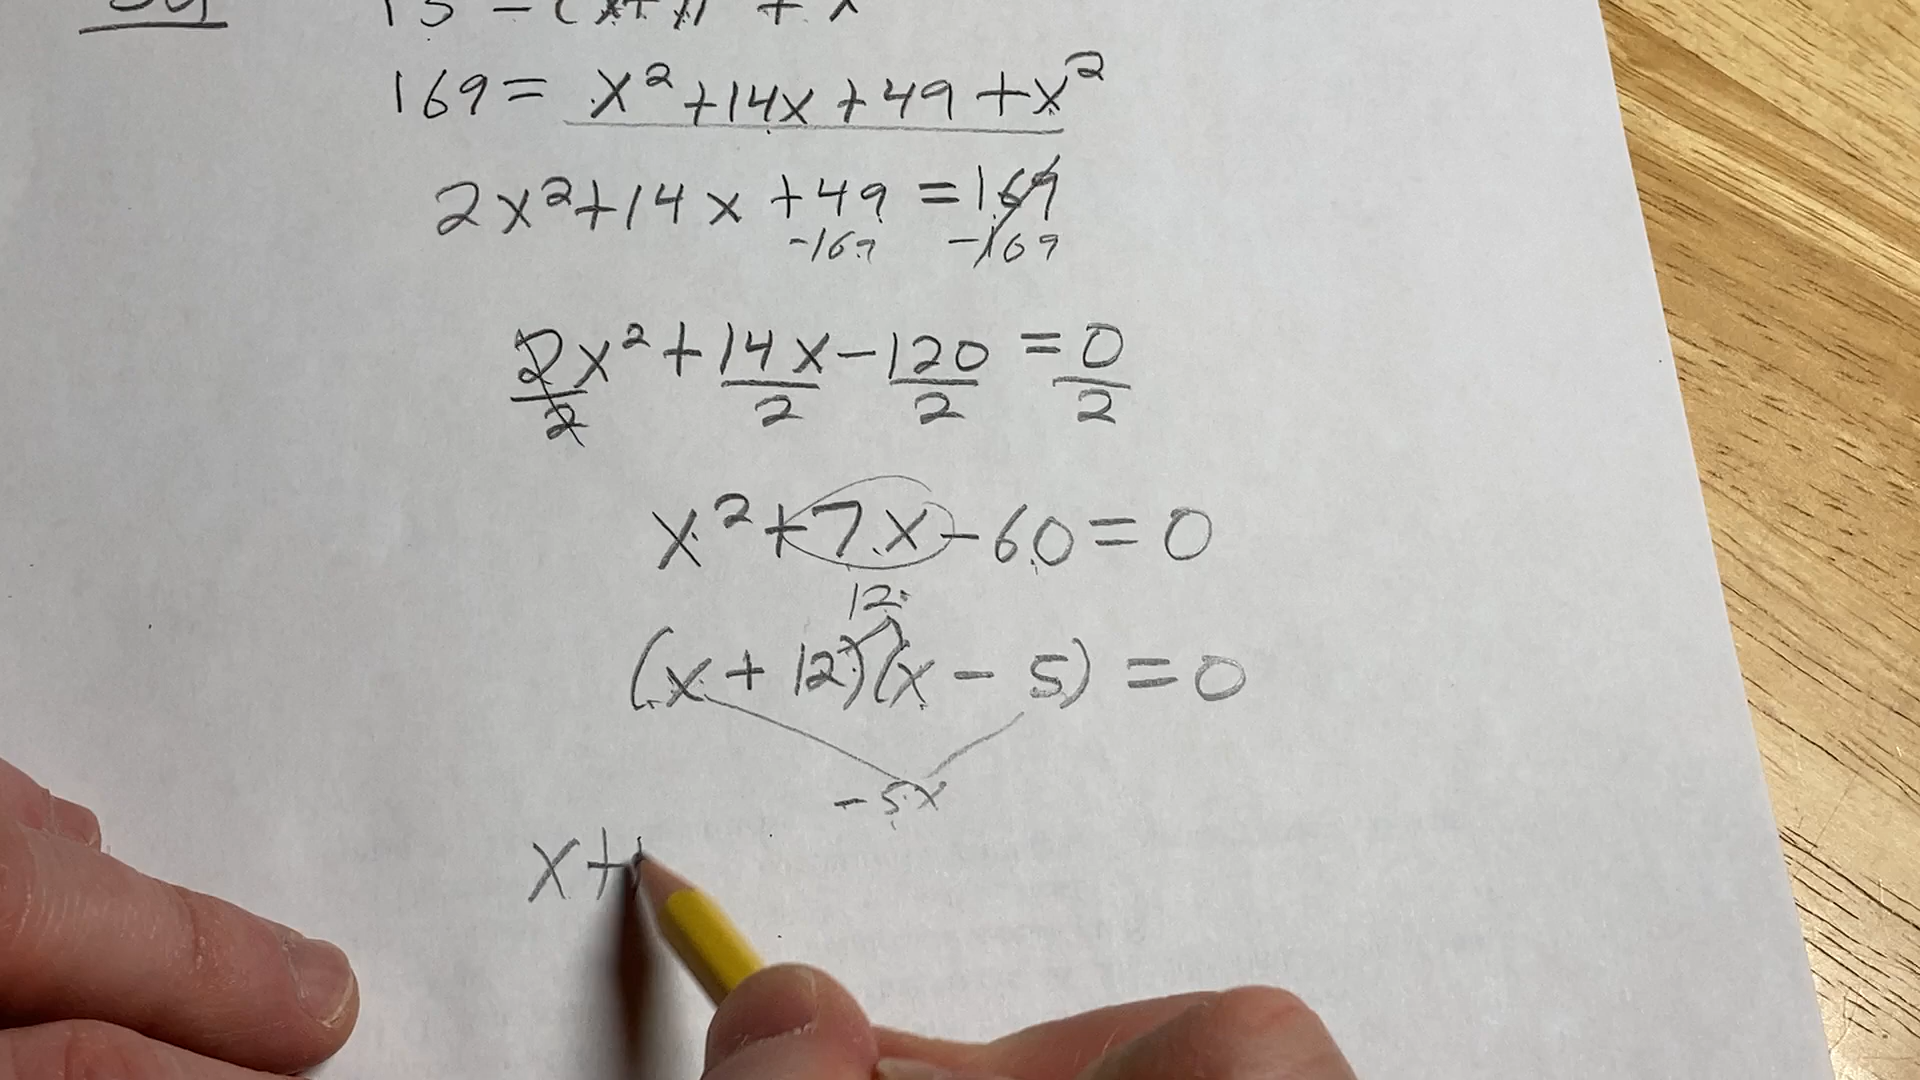 169 = x² + 14x + 49 + x²
2x² + 14x + 49 = 169
-169 -169
2x² + 14x - 120 = 0
2 2 2 2
x² + 7x - 60 = 0
12
(x + 12)(x - 5) = 0
-5x
x +